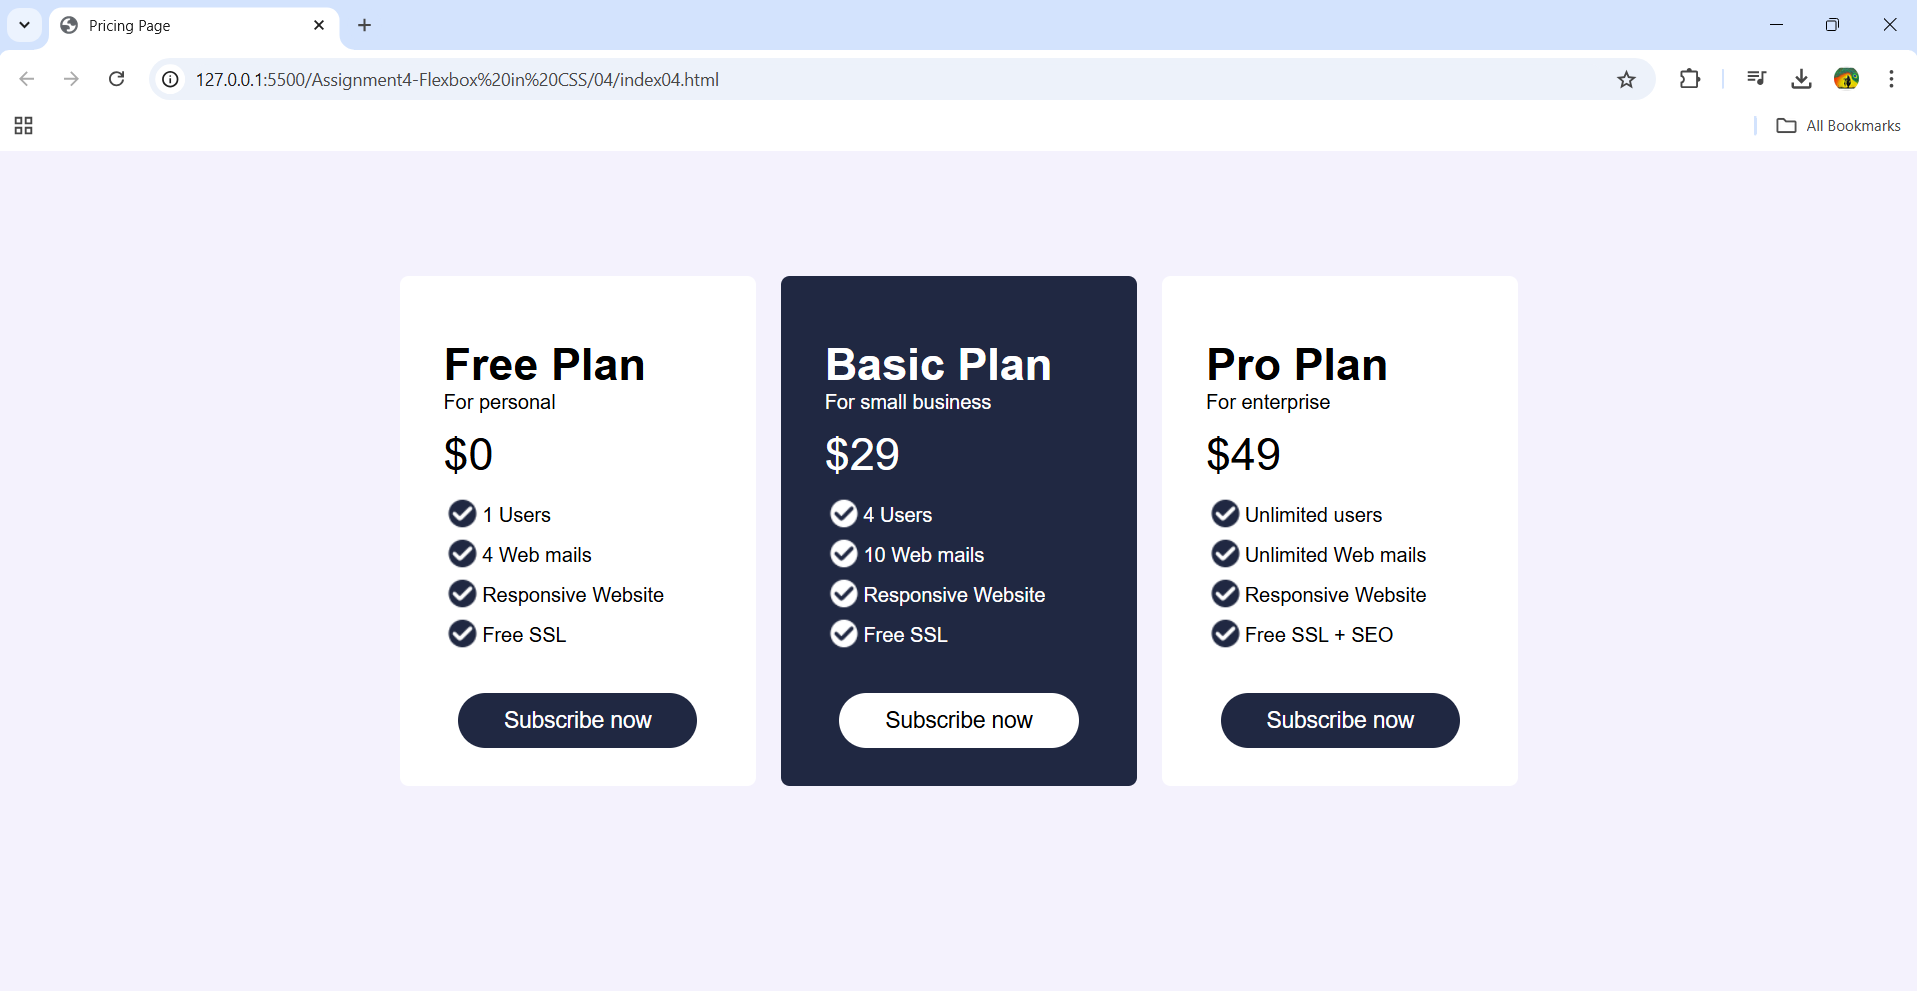 Pricing Page
127.0.0.1:5500/Assignment4-Flexbox%20in%20CSS/04/index04.html
All Bookmarks
Free Plan
For personal
$0
1 Users
4 Web mails
Responsive Website
Free SSL
Subscribe now
Basic Plan
For small business
$29
4 Users
10 Web mails
Responsive Website
Free SSL
Subscribe now
Pro Plan
For enterprise
$49
Unlimited users
Unlimited Web mails
Responsive Website
Free SSL + SEO
Subscribe now